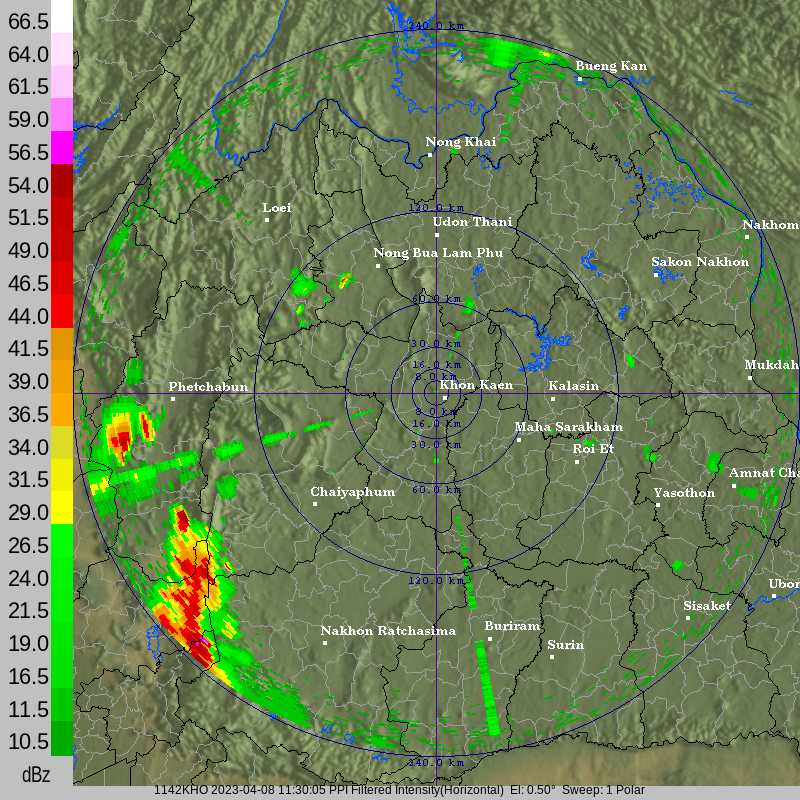 66.5
64.0
61.5
59.0
56.5
54.0
51.5
49.0
46.5
44.0
41.5
39.0
36.5
34.0
31.5
29.0
26.5
24.0
21.5
19.0
16.5
11.5
10.5
dBz
240.0 km
Bueng Kan
Nong Khai
Loei
120.0 km
Udon Thani
Nakhom
Nong Bua Lam Phu
Sakon Nakhon
60.0 km
30.0 km
16.0 km
Mukdah
8.0 km
Phetchabun
Khon Kaen
Kalasin
8.0 km
16.0 km
Maha Sarakham
30.0 km
Roi Et
Amnat Cha
60.0 km
Chaiyaphum
Yasothon
120.0 km
Ubon
Sisaket
Nakhon Ratchasima
Buriram
Surin
240.0 km
1142KHO 2023-04-08 11:30:05 PPI Filtered Intensity(Horizontal) El: 0.50° Sweep: 1 Polar